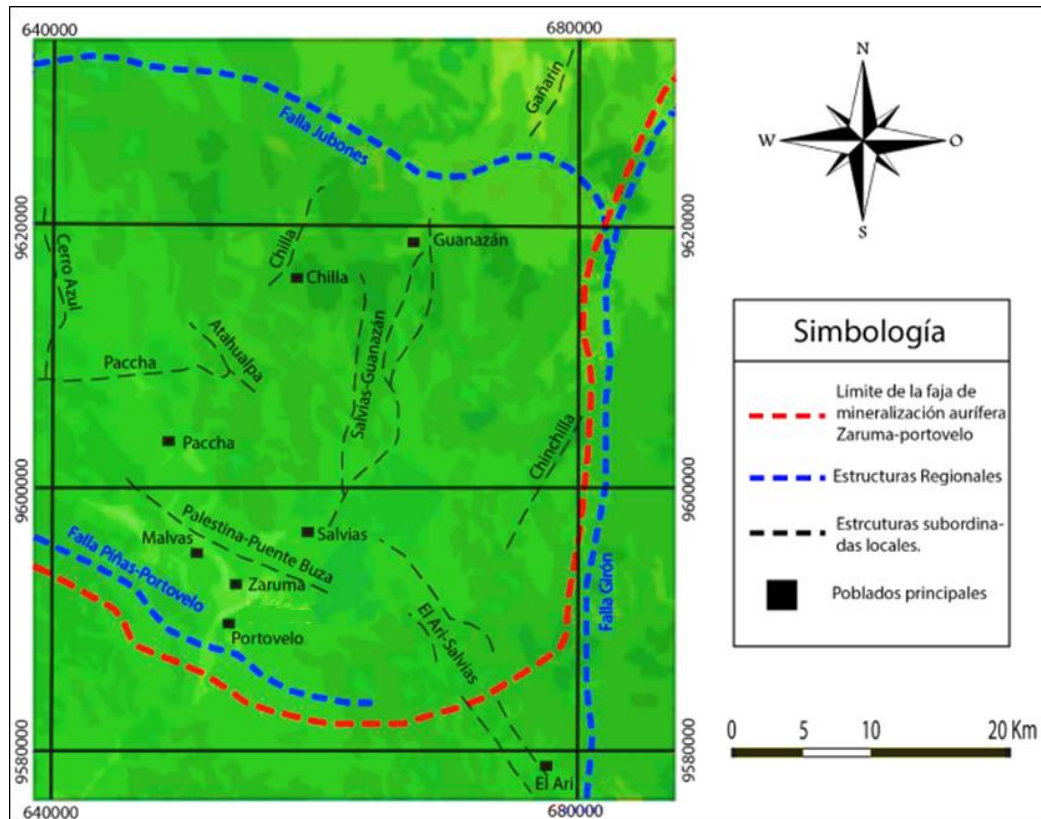 640000
680000
Gañarin
Falla Jubones
9620000
9620000
Cerro Azul
Chilla
Chilla
Guanazán
Atahualpa
Paccha
Salvias-Guanazán
Paccha
Chinchilla
9600000
9600000
Palestina-Puente Buza
Malvas
Salvias
Falla Piñas-Portovelo
Zaruma
Portovelo
El Ari-Salvias
Falla Girón
9580000
9580000
El Ari
640000
680000
N
W
O
S
Simbología
Límite de la faja de
mineralización aurífera
Zaruma-portovelo
Estructuras Regionales
Estrcuturas subordina-
das locales.
Poblados principales
0
5
10
20 Km